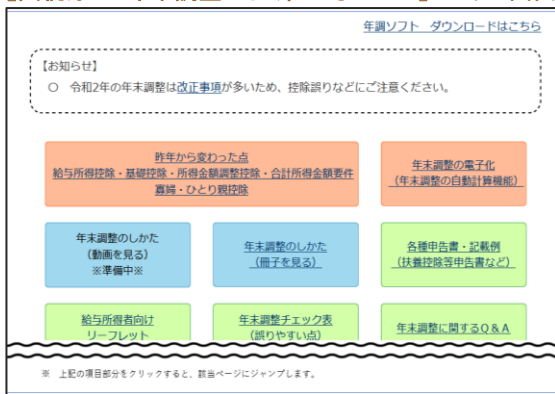 年調ソフト ダウンロードはこちら
【お知らせ】
○ 令和2年の年末調整は改正事項が多いため、控除誤りなどにご注意ください。
昨年から変わった点
給与所得控除・基礎控除・所得金額調整控除・合計所得金額要件
寡婦・ひとり親控除
年末調整の電子化
（年末調整の自動計算機能）
年末調整のしかた
（動画を見る）
※準備中※
年末調整のしかた
（冊子を見る）
各種申告書・記載例
（扶養控除等申告書など）
給与所得者向け
リーフレット
年末調整チェック表
（誤りやすい点）
年末調整に関するＱ＆Ａ
※ 上記の項目部分をクリックすると、該当ページにジャンプします。